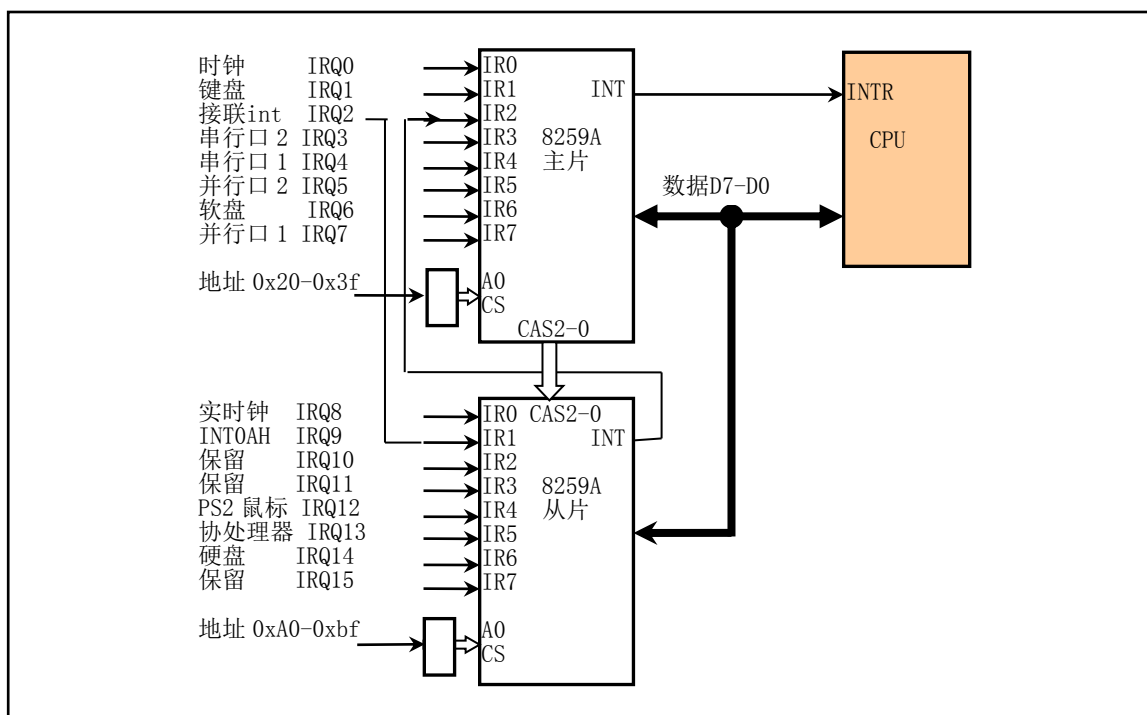 时钟 IRQ0
键盘 IRQ1
接联int IRQ2
串行口 2 IRQ3
串行口 1 IRQ4
并行口 2 IRQ5
软盘 IRQ6
并行口 1 IRQ7
地址 0x20-0x3f
IR0
IR1
IR2
IR3
IR4
IR5
IR6
IR7
A0
CS
INT
8259A
主片
CAS2-0
INTR
CPU
数据D7-D0
实时钟 IRQ8
INT0AH IRQ9
保留 IRQ10
保留 IRQ11
PS2 鼠标 IRQ12
协处理器 IRQ13
硬盘 IRQ14
保留 IRQ15
地址 0xA0-0xbf
IR0
IR1
IR2
IR3
IR4
IR5
IR6
IR7
A0
CS
CAS2-0
INT
8259A
从片